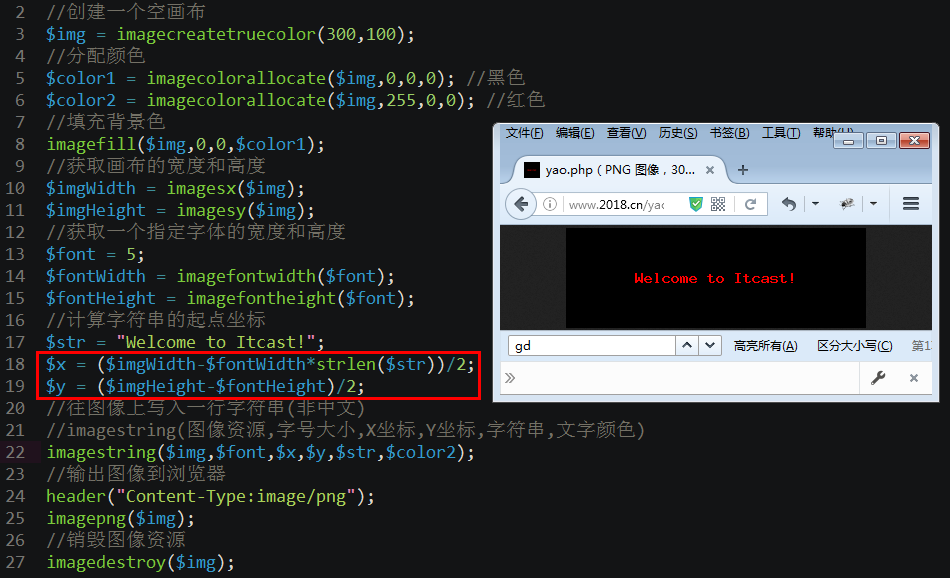 2 //创建一个空画布
3 $img = imagecreatetruecolor(300,100);
4 //分配颜色
5 $color1 = imagecolorallocate($img,0,0,0); //黑色
6 $color2 = imagecolorallocate($img,255,0,0); //红色
7 //填充背景色
8 imagefill($img,0,0,$color1);
9 //获取画布的宽度和高度
10 $imgWidth = imagesx($img);
11 $imgHeight = imagesy($img);
12 //获取一个指定字体的宽度和高度
13 $font = 5;
14 $fontWidth = imagefontwidth($font);
15 $fontHeight = imagefontheight($font);
16 //计算字符串的起点坐标
17 $str = "Welcome to Itcast!";
18 $x = ($imgWidth-$fontWidth*strlen($str))/2;
19 $y = ($imgHeight-$fontHeight)/2;
20 //往图像上写入一行字符串(非中文)
21 //imagestring(图像资源,字号大小,X坐标,Y坐标,字符串,文字颜色)
22 imagestring($img,$font,$x,$y,$str,$color2);
23 //输出图像到浏览器
24 header("Content-Type:image/png");
25 imagepng($img);
26 //销毁图像资源
27 imagedestroy($img);
文件(F) 编辑(E) 查看(V) 历史(S) 书签(B) 工具(T) 帮助
yao.php ( PNG 图像，30...
www.2018.cn/yao
Welcome to Itcast!
gd 高亮所有(A) 区分大小写(C) 第1